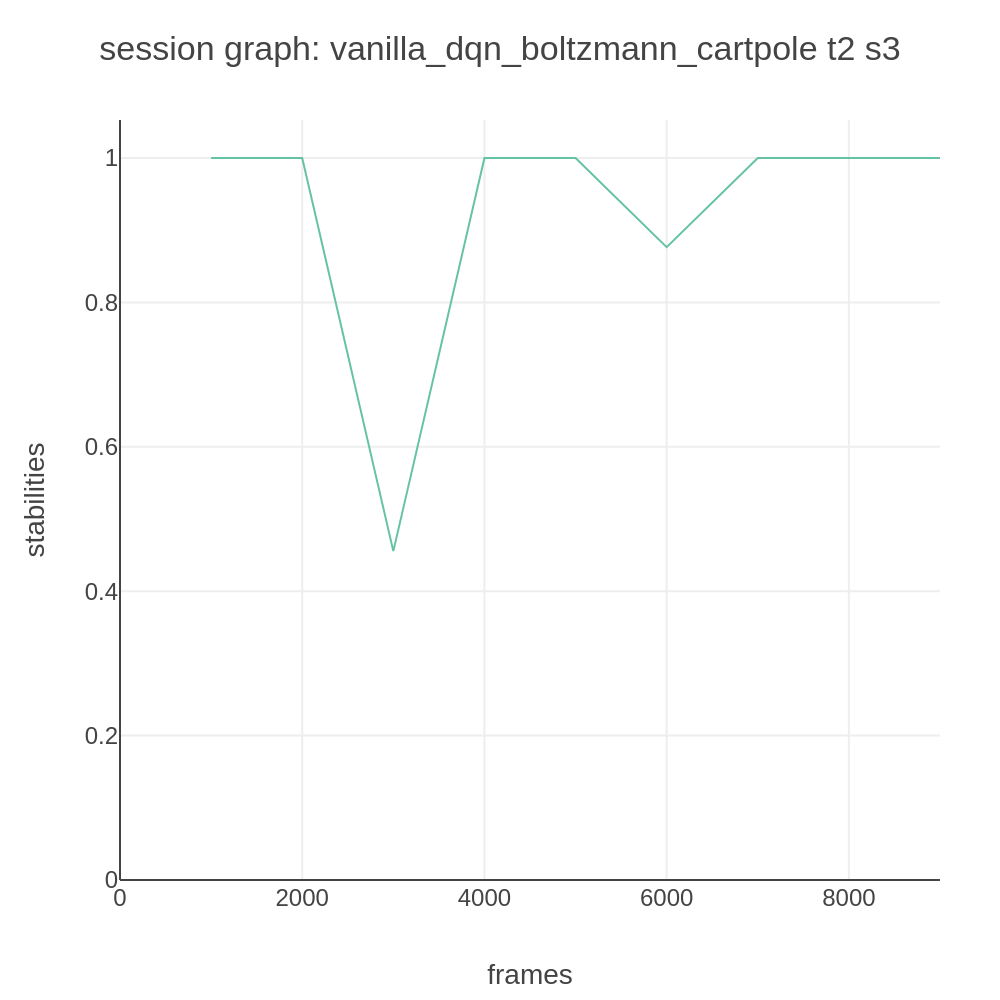 session graph: vanilla_dqn_boltzmann_cartpole t2 s3
1
0.8
0.6
0.4
0.2
0
stabilities
0 2000 4000 6000 8000
frames